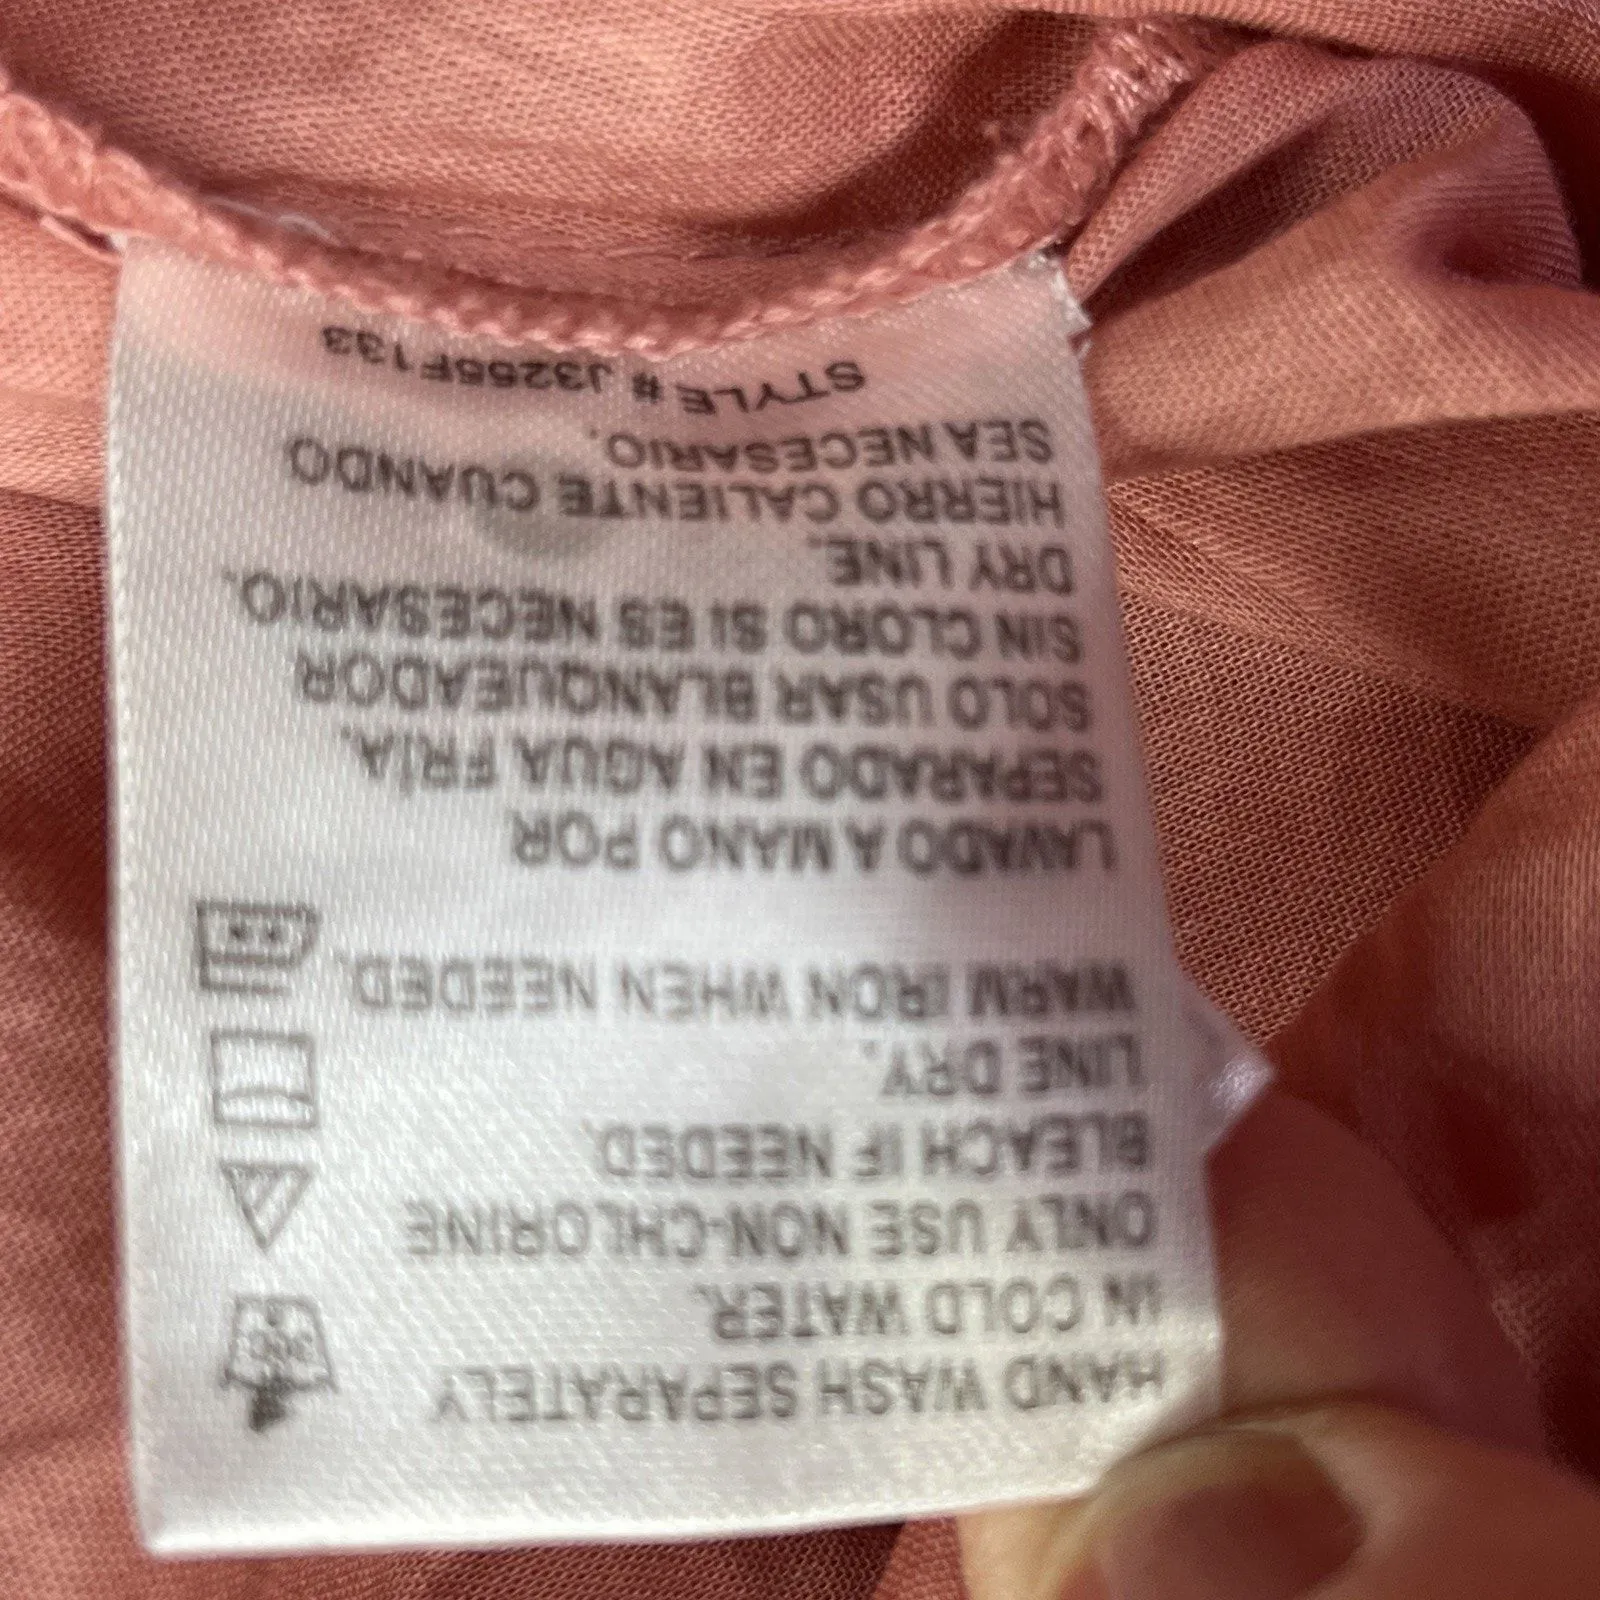 HAND WASH SEPARATELY
IN COLD WATER.
ONLY USE NON-CHLORINE
BLEACH IF NEEDED.
LINE DRY.
WARM IRON WHEN NEEDED.
LAVADO A MANO POR
SEPARADO EN AGUA FRÍA.
SOLO USAR BLANQUEADOR
SIN CLORO SI ES NECESARIO.
DRY LINE.
HIERRO CALIENTE CUANDO
SEA NECESARIO.
STYLE # J3255F133